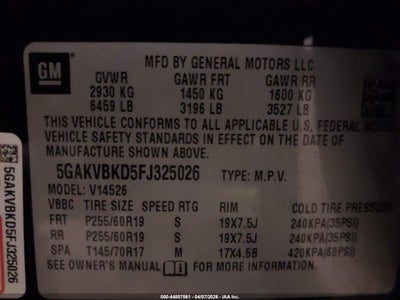 GM
MFD BY GENERAL MOTORS LLC
GVWR GAWR FRT GAWR RR
2930 KG 1450 KG 1600 KG
6459 LB 3196 LB 3527 LB
THIS VEHICLE CONFORMS TO ALL APPLICABLE U.S. FEDERAL MOTOR
VEHICLE SAFETY STANDARDS IN EFFECT ON THE DATE OF
MANUFACTURE SHOWN ABOVE.
5GAKVBKD5FJ325026 TYPE: M.P.V.
MODEL: V14526
VBBC TIRE SIZE SPEED RTG RIM COLD TIRE PRESSURE
FRT P255/60R19 S 19X7.5J 240KPA(35PSI)
RR P255/60R19 S 19X7.5J 240KPA(35PSI)
SPA T145/70R17 M 17X4.5B 420KPA(60PSI)
SEE OWNER'S MANUAL FOR ADDITIONAL INFORMATION
5GAKVBKD5FJ325026
000-44807561 - 04/07/2026 - IAA Inc.